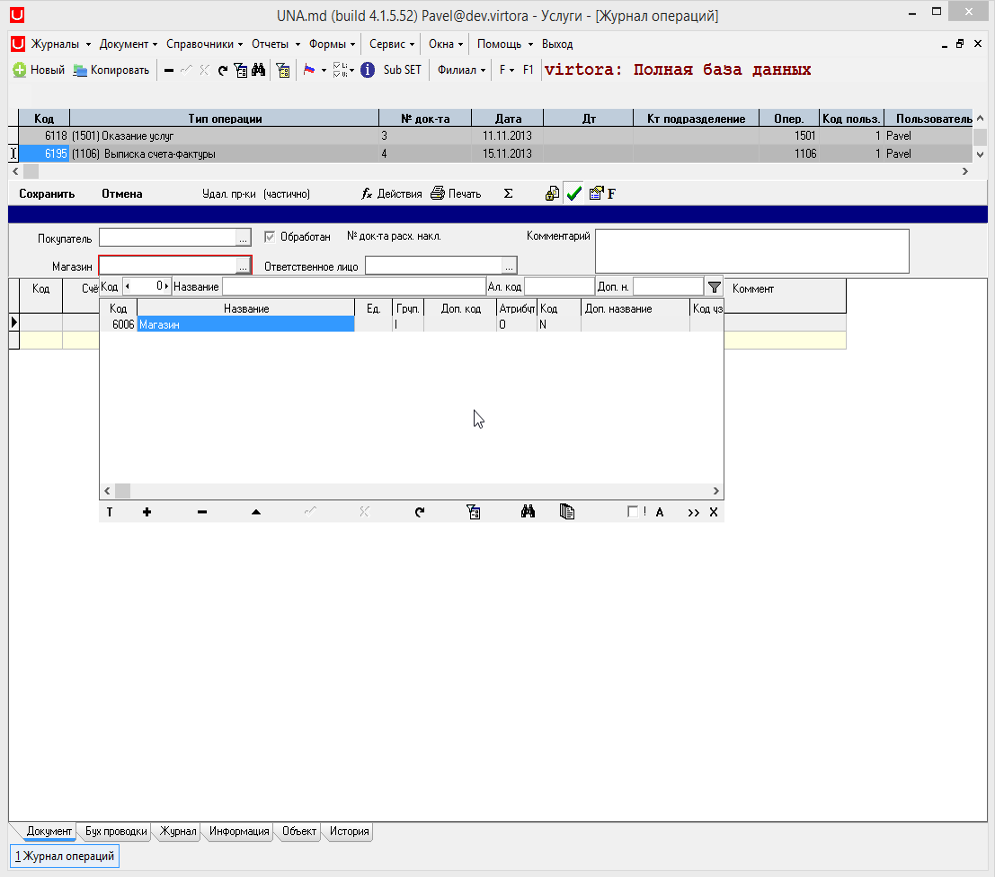 UNA.md (build 4.1.5.52) Pavel@dev.virtora - Услуги - [Журнал операций]
Журналы Документ Справочники Отчеты Формы Сервис Окна Помощь Выход
Новый Копировать Sub SET Филиал F F1 virtora: Полная база данных
Код Тип операции № док-та Дата Дт Кт подразделение Опер. Код польз. Пользователь
6118 (1501) Оказание услуг 3 11.11.2013 1501 1 Pavel
6195 (1106) Выписка счета-фактуры 4 15.11.2013 1106 1 Pavel
Сохранить Отмена Удал. пр-ки (частично) fx Действия Печать Σ F
Покупатель ... Обработан № док-та расх. накл. Комментарий
Магазин ... Ответственное лицо ...
Код Счё Код 0 Название Ал. код Доп. н. Коммент
Код Название Ед. Груп. Доп. код Атрибут Код Доп. название Код уз
6006 Магазин I O N
T ! A >> X
Документ Бух проводки Журнал Информация Объект История
1 Журнал операций